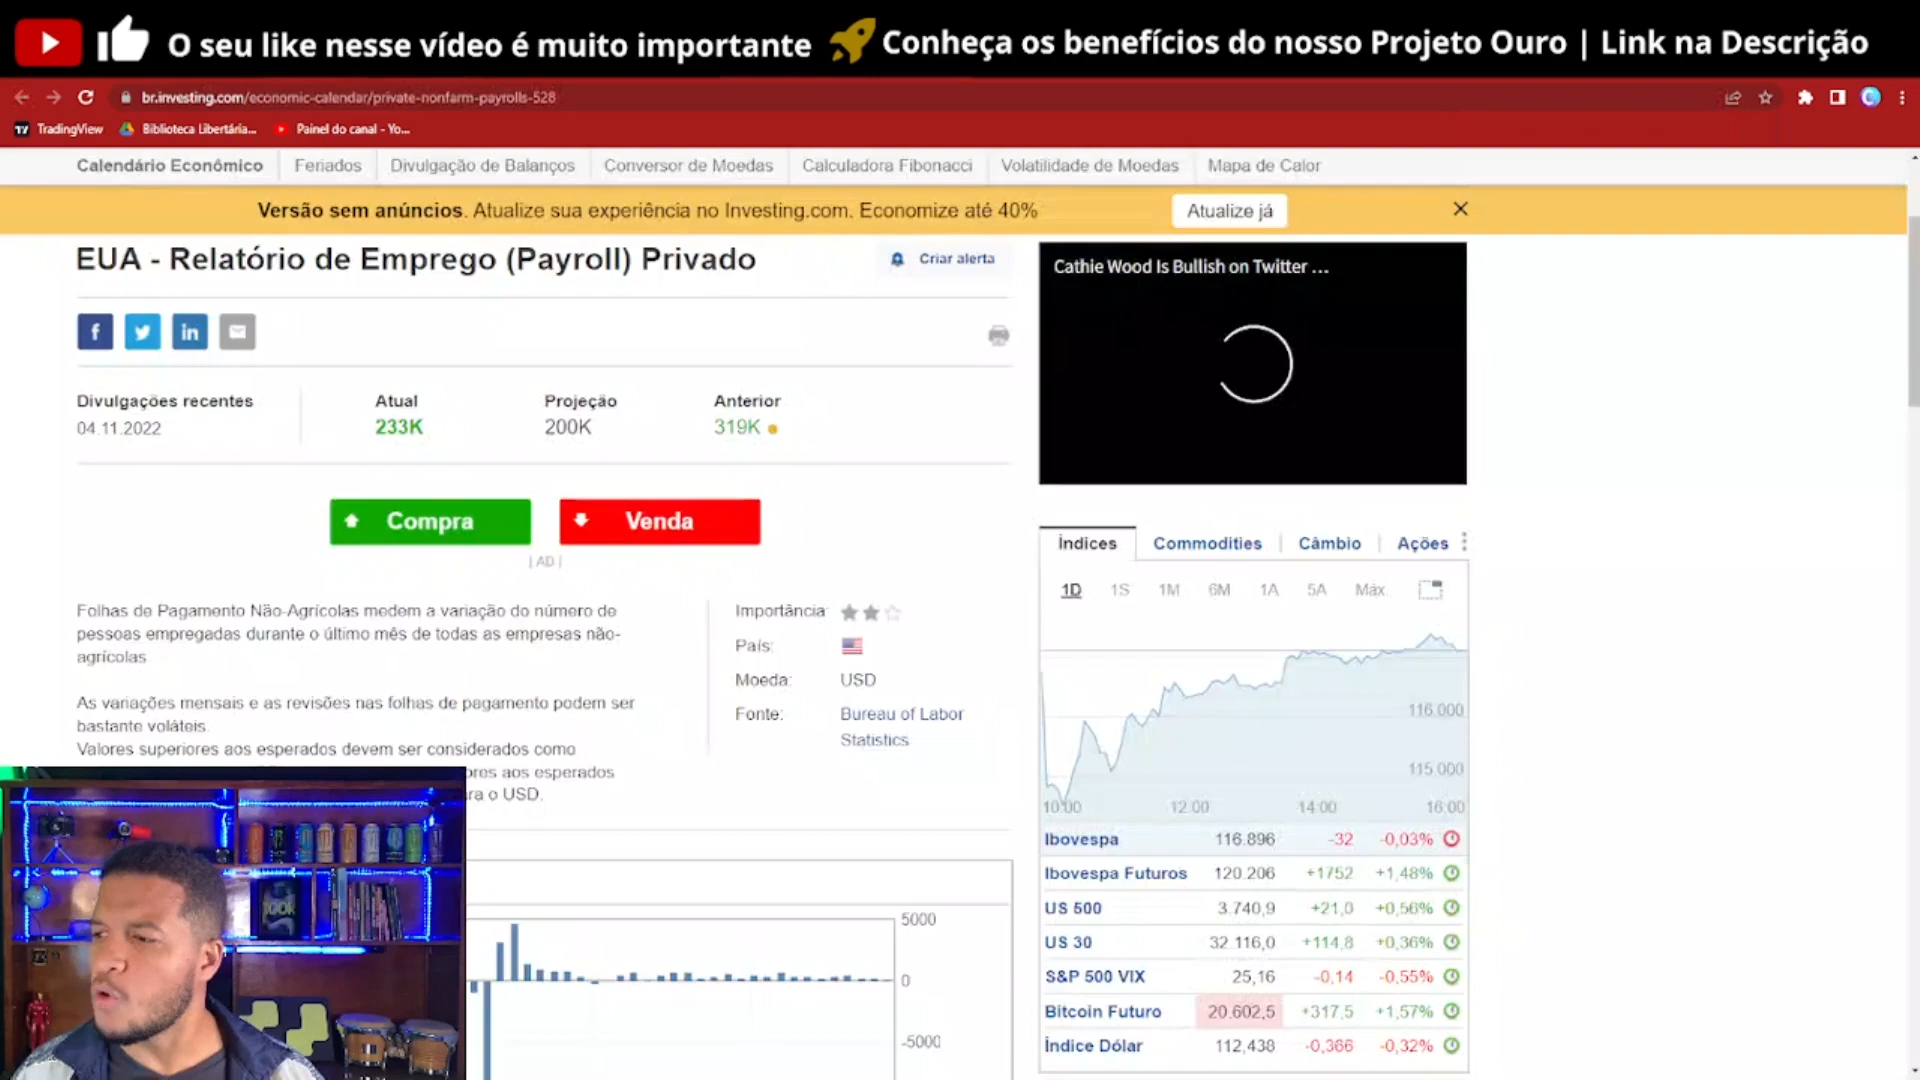 O seu like nesse vídeo é muito importante
Conheça os benefícios do nosso Projeto Ouro | Link na Descrição
br.investing.com/economic-calendar/private-nonfarm-payrolls-528
TradingView
Biblioteca Libertária...
Painel do canal - Yo...
Calendário Econômico
Feriados
Divulgação de Balanços
Conversor de Moedas
Calculadora Fibonacci
Volatilidade de Moedas
Mapa de Calor
Versão sem anúncios. Atualize sua experiência no Investing.com. Economize até 40%
Atualize já
EUA - Relatório de Emprego (Payroll) Privado
Criar alerta
Cathie Wood Is Bullish on Twitter ...
Divulgações recentes
04.11.2022
Atual
233K
Projeção
200K
Anterior
319K
Compra
Venda
| AD |
Folhas de Pagamento Não-Agrícolas medem a variação do número de
pessoas empregadas durante o último mês de todas as empresas não-
agrícolas
As variações mensais e as revisões nas folhas de pagamento podem ser
bastante voláteis.
Valores superiores aos esperados devem ser considerados como
ores aos esperados
ra o USD.
Importância:
País:
Moeda: USD
Fonte: Bureau of Labor
Statistics
5000
0
-5000
Índices
Commodities
Câmbio
Ações
1D 1S 1M 6M 1A 5A Máx
116.000
115.000
10:00 12:00 14:00 16:00
Ibovespa 116.896 -32 -0,03%
Ibovespa Futuros 120.206 +1752 +1,48%
US 500 3.740,9 +21,0 +0,56%
US 30 32.116,0 +114,8 +0,36%
S&P 500 VIX 25,16 -0,14 -0,55%
Bitcoin Futuro 20.602,5 +317,5 +1,57%
Índice Dólar 112,438 -0,366 -0,32%
100k